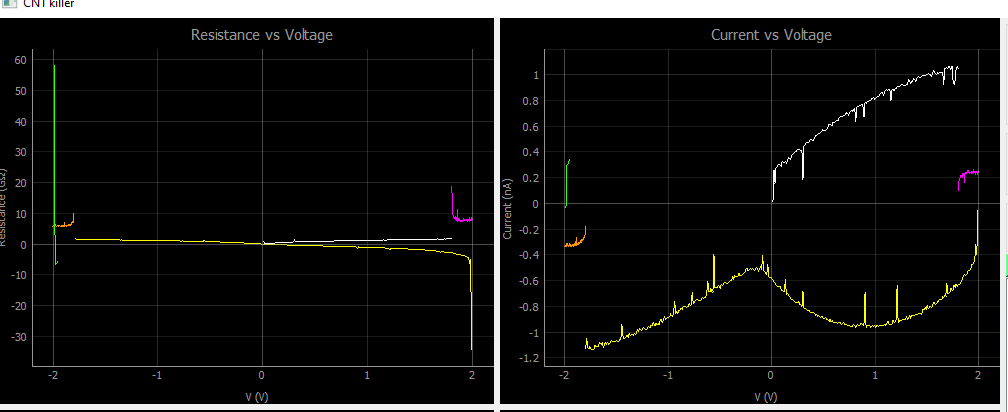 CNT killer
Resistance vs Voltage
60
50
40
30
20
10
0
-10
-20
-30
Resistance (GΩ)
-2 -1 0 1 2
V (V)
Current vs Voltage
1
0.8
0.6
0.4
0.2
0
-0.2
-0.4
-0.6
-0.8
-1
-1.2
Current (nA)
-2 -1 0 1 2
V (V)